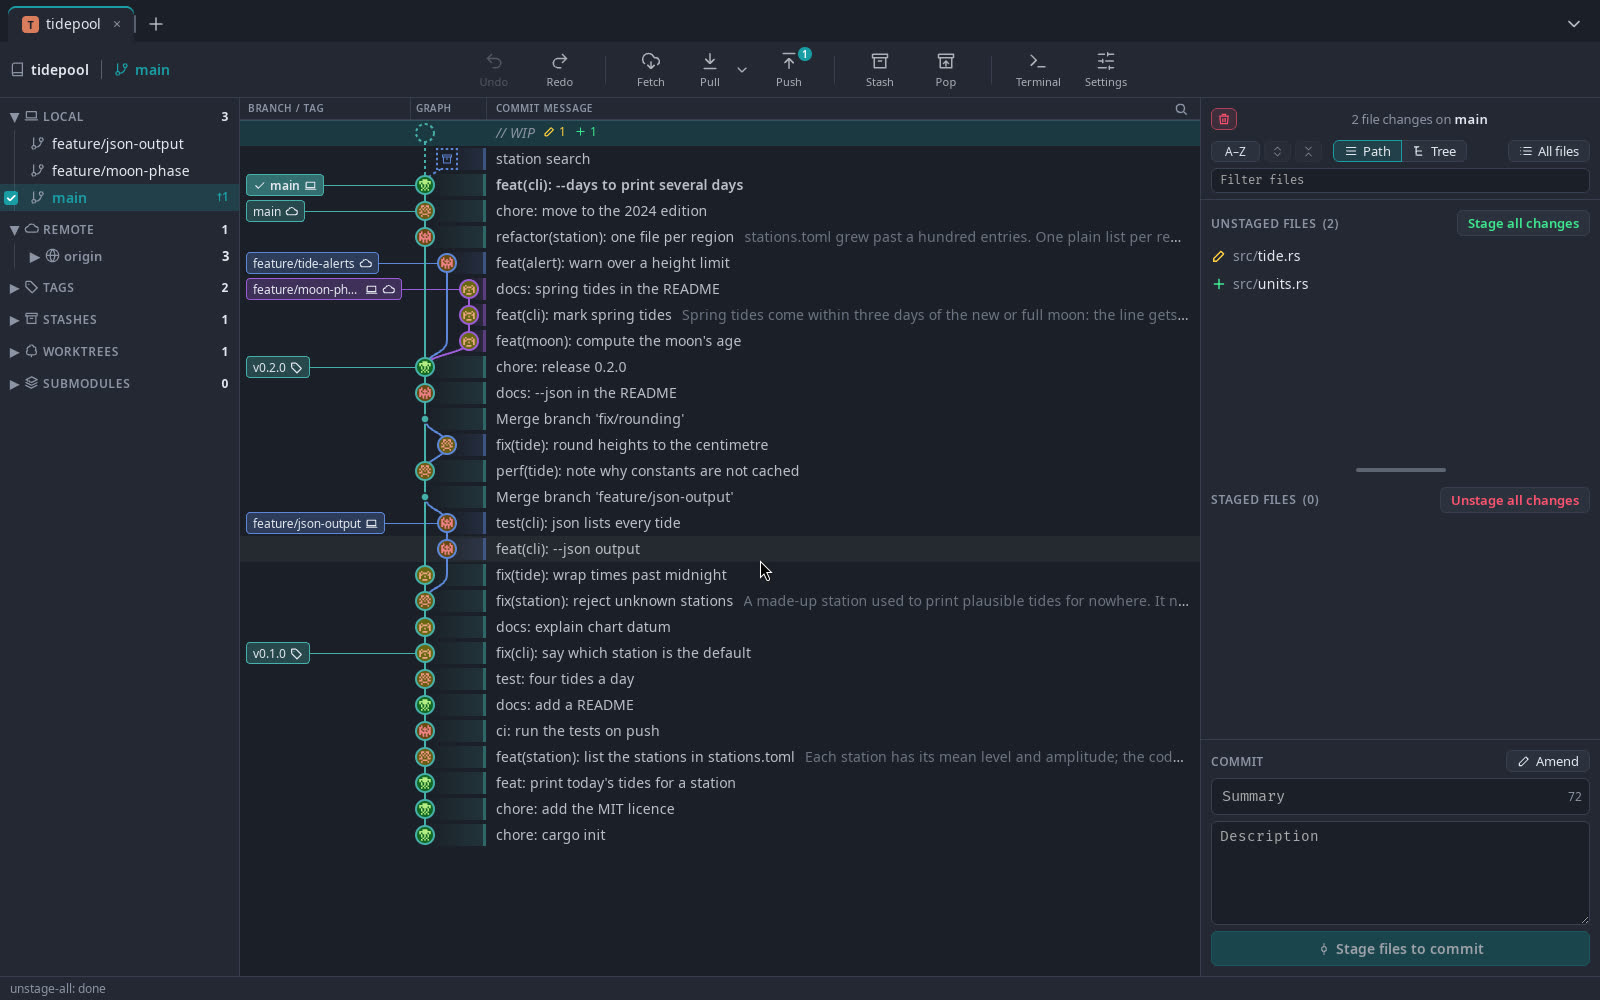 T tidepool × +
tidepool main
Undo Redo Fetch Pull Push 1 Stash Pop Terminal Settings
LOCAL 3
feature/json-output
feature/moon-phase
main ↑1
REMOTE 1
origin 3
TAGS 2
STASHES 1
WORKTREES 1
SUBMODULES 0
BRANCH / TAG GRAPH COMMIT MESSAGE
// WIP 1 + 1
station search
main feat(cli): --days to print several days
main chore: move to the 2024 edition
refactor(station): one file per region stations.toml grew past a hundred entries. One plain list per re…
feature/tide-alerts feat(alert): warn over a height limit
feature/moon-ph… docs: spring tides in the README
feat(cli): mark spring tides Spring tides come within three days of the new or full moon: the line gets…
feat(moon): compute the moon's age
v0.2.0 chore: release 0.2.0
docs: --json in the README
Merge branch 'fix/rounding'
fix(tide): round heights to the centimetre
perf(tide): note why constants are not cached
Merge branch 'feature/json-output'
feature/json-output test(cli): json lists every tide
feat(cli): --json output
fix(tide): wrap times past midnight
fix(station): reject unknown stations A made-up station used to print plausible tides for nowhere. It n…
docs: explain chart datum
v0.1.0 fix(cli): say which station is the default
test: four tides a day
docs: add a README
ci: run the tests on push
feat(station): list the stations in stations.toml Each station has its mean level and amplitude; the cod…
feat: print today's tides for a station
chore: add the MIT licence
chore: cargo init
2 file changes on main
A-Z Path Tree All files
Filter files
UNSTAGED FILES (2) Stage all changes
src/tide.rs
+ src/units.rs
STAGED FILES (0) Unstage all changes
COMMIT Amend
Summary 72
Description
Stage files to commit
unstage-all: done